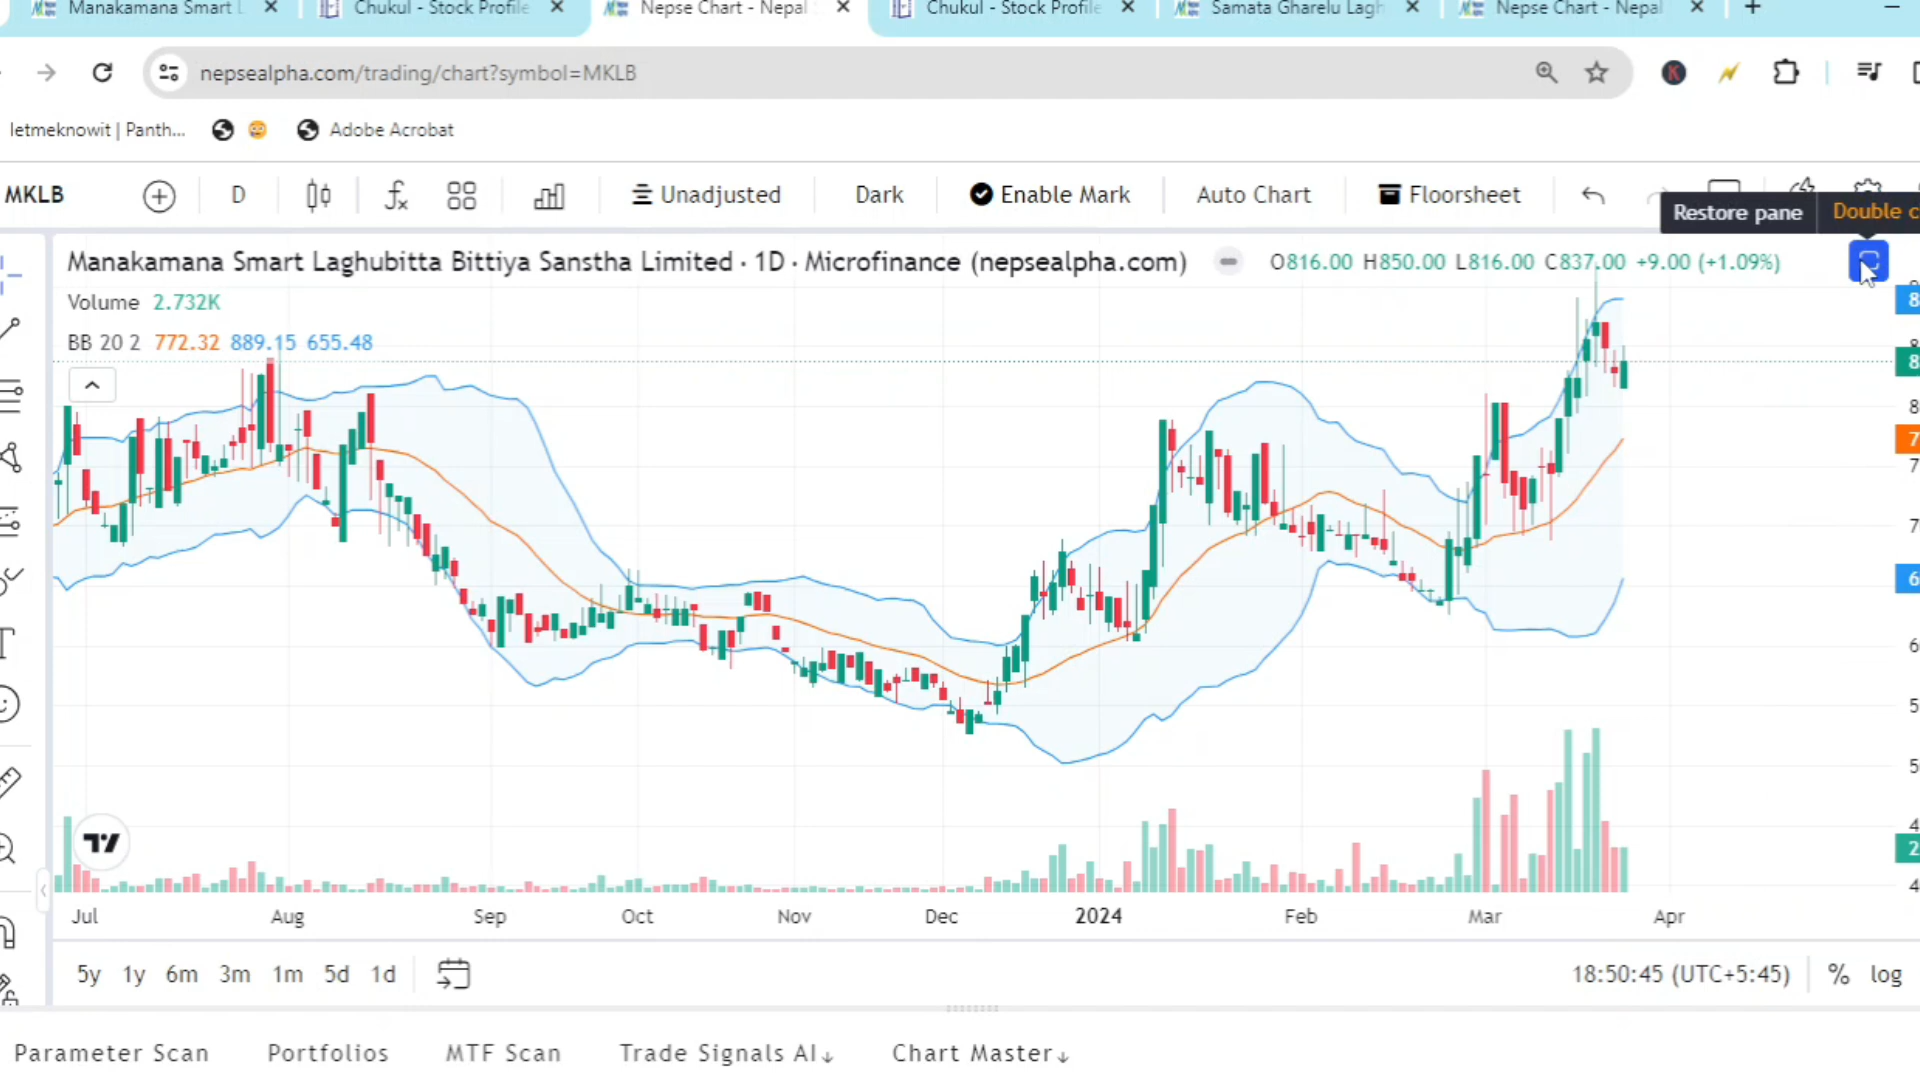 Manakamana Smart L
Chukul - Stock Profile
Nepse Chart - Nepal
Chukul - Stock Profile
Samata Gharelu Lagh
Nepse Chart - Nepal
nepsealpha.com/trading/chart?symbol=MKLB
K
letmeknowit | Panth...
Adobe Acrobat
MKLB
D
Unadjusted
Dark
Enable Mark
Auto Chart
Floorsheet
Restore pane
Double c
Manakamana Smart Laghubitta Bittiya Sanstha Limited · 1D · Microfinance (nepsealpha.com)
O816.00 H850.00 L816.00 C837.00 +9.00 (+1.09%)
Volume 2.732K
BB 20 2 772.32 889.15 655.48
Jul Aug Sep Oct Nov Dec 2024 Feb Mar Apr
5y 1y 6m 3m 1m 5d 1d
18:50:45 (UTC+5:45)
% log
Parameter Scan
Portfolios
MTF Scan
Trade Signals AI↓
Chart Master↓